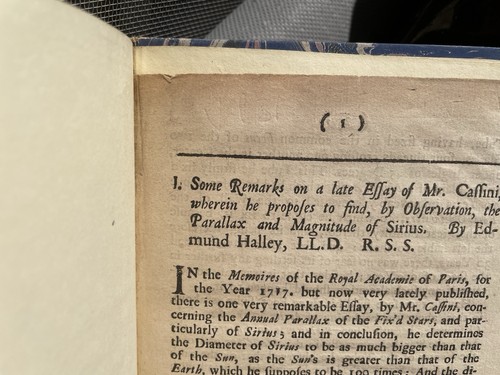 ( 1 )
I. Some Remarks on a late Eſſay of Mr. Caſſini,
wherein he propoſes to find, by Obſervation, the
Parallax and Magnitude of Sirius. By Ed-
mund Halley, LL.D. R. S. S.
IN the Memoires of the Royal Academie of Paris, for
the Year 1717. but now very lately publiſhed,
there is one very remarkable Eſſay, by Mr. Caſſini, con-
cerning the Annual Parallax of the Fix'd Stars, and par-
ticularly of Sirius; and in concluſion, he determines
the Diameter of Sirius to be as much bigger than that
of the Sun, as the Sun's is greater than that of the
Earth, which he ſuppoſes to be 100 times: And the di-